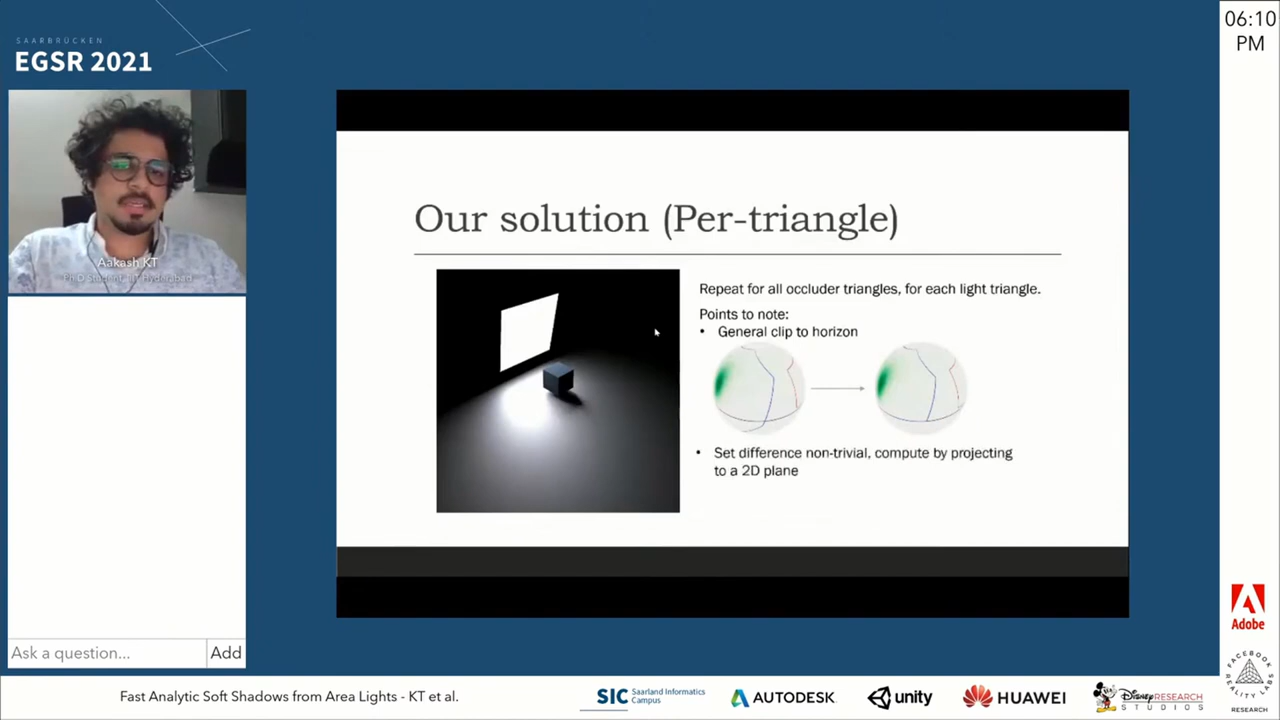 SAARBRÜCKEN
EGSR 2021
06:10
PM
Aakash KT
Our solution (Per-triangle)
Repeat for all occluder triangles, for each light triangle.
Points to note:
• General clip to horizon
• Set difference non-trivial, compute by projecting
to a 2D plane
Ask a question...
Add
Adobe
FACEBOOK
REALITY LABS
RESEARCH
Fast Analytic Soft Shadows from Area Lights - KT et al.
SIC Saarland Informatics
Campus
AUTODESK
unity
HUAWEI
Disney RESEARCH
STUDIOS